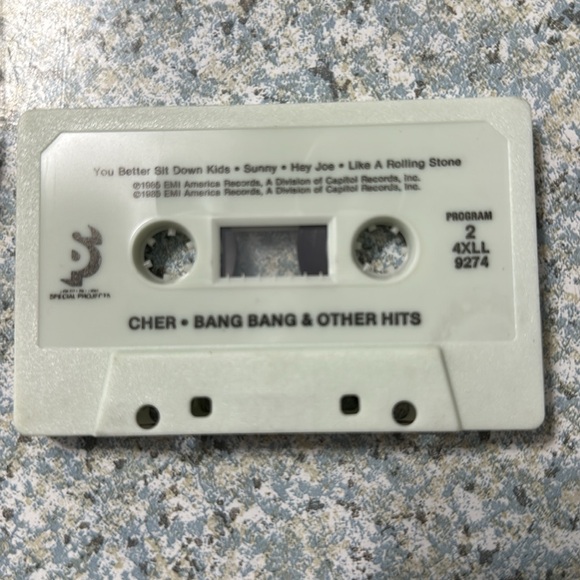 You Better Sit Down Kids • Sunny • Hey Joe • Like A Rolling Stone
℗1985 EMI America Records, A Division of Capitol Records, Inc.
©1985 EMI America Records, A Division of Capitol Records, Inc.
PROGRAM
2
4XLL
9274
SPECIAL PROJECTS
CHER • BANG BANG & OTHER HITS